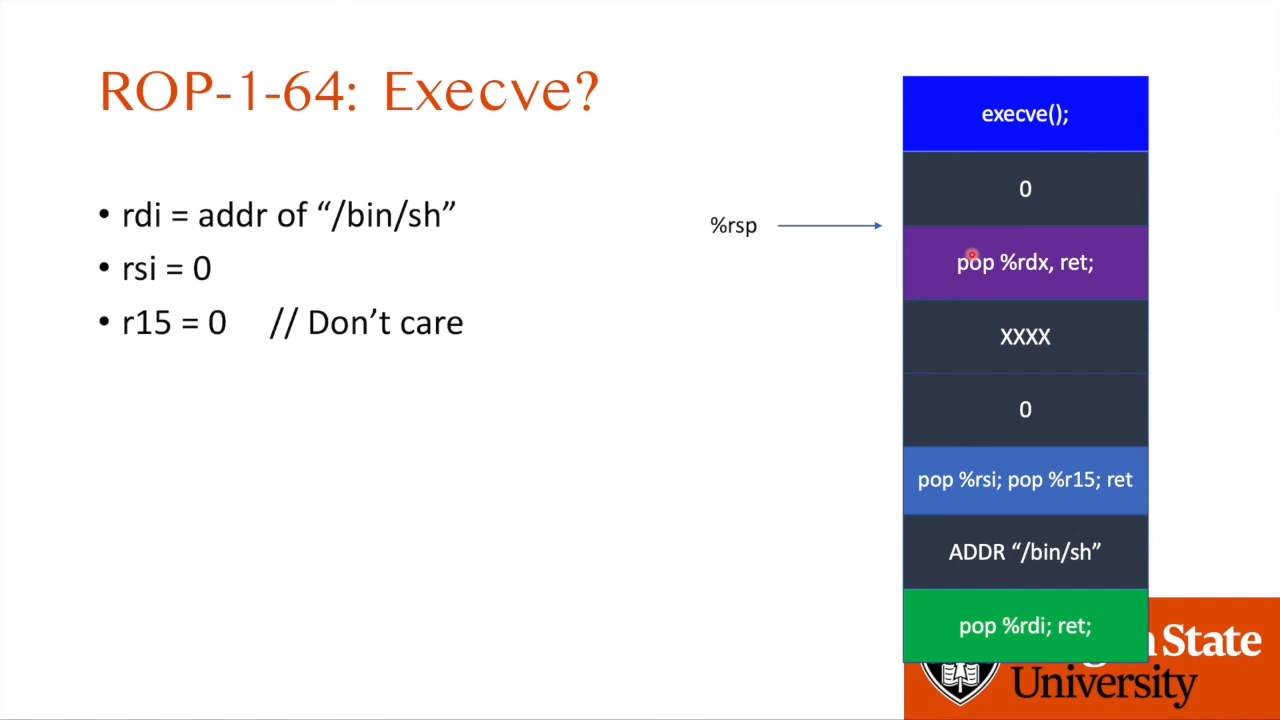 ROP-1-64: Execve?
• rdi = addr of “/bin/sh”
• rsi = 0
• r15 = 0 // Don’t care
%rsp
execve();
0
pop %rdx, ret;
XXXX
0
pop %rsi; pop %r15; ret
ADDR “/bin/sh”
pop %rdi; ret;
State
University